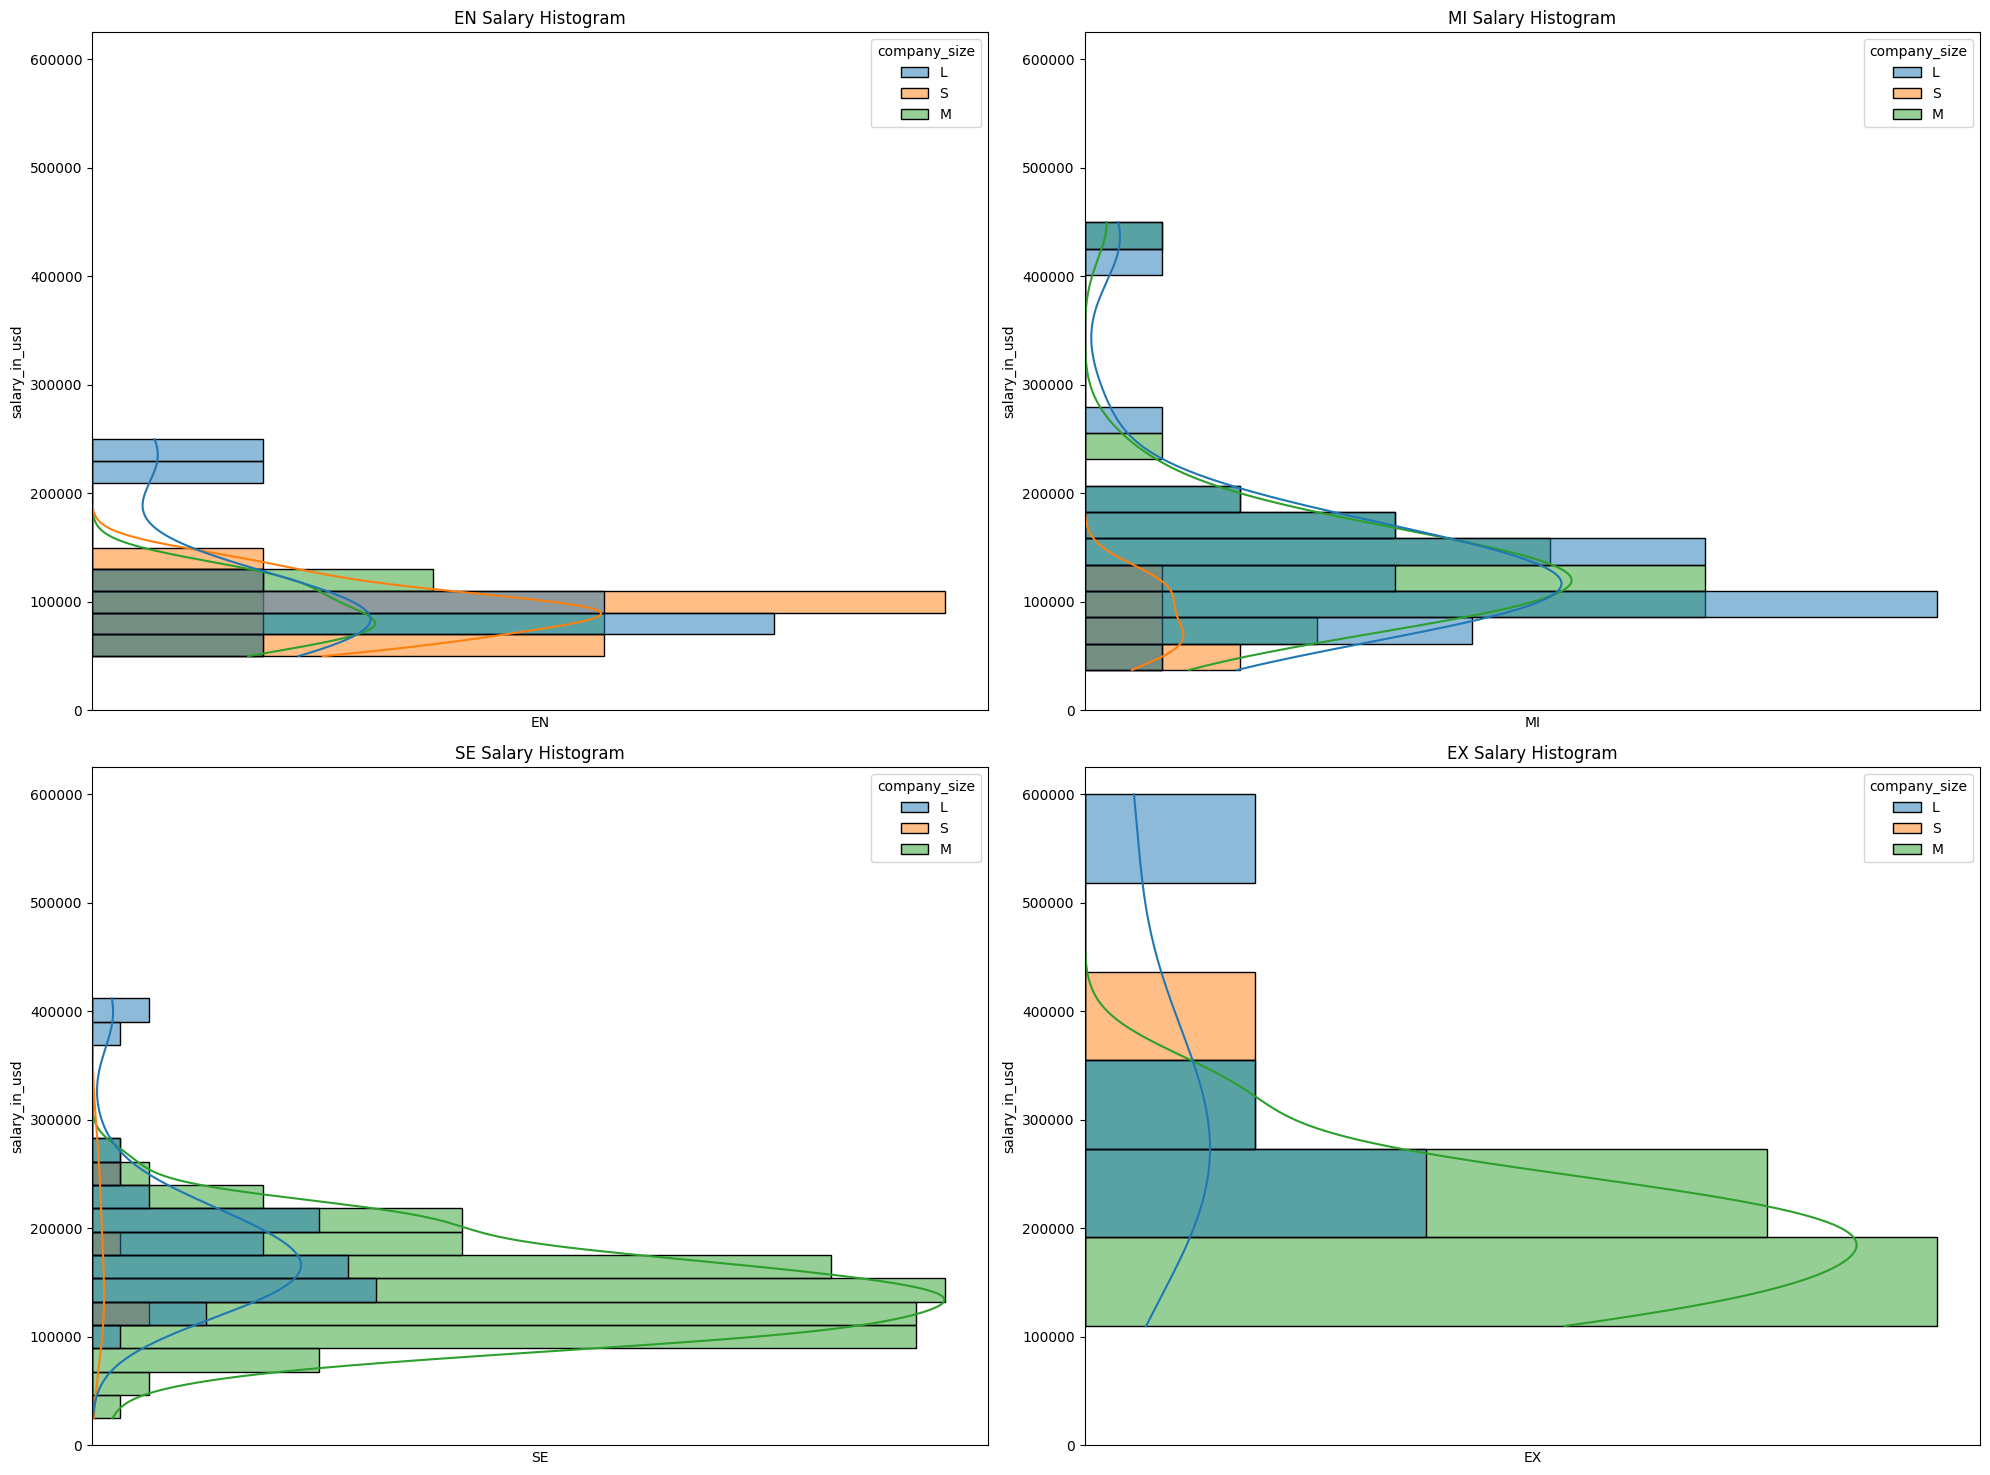 EN Salary Histogram
company_size
L
S
M
600000
500000
400000
300000
200000
100000
0
salary_in_usd
EN
MI Salary Histogram
company_size
L
S
M
600000
500000
400000
300000
200000
100000
0
salary_in_usd
MI
SE Salary Histogram
company_size
L
S
M
600000
500000
400000
300000
200000
100000
0
salary_in_usd
SE
EX Salary Histogram
company_size
L
S
M
600000
500000
400000
300000
200000
100000
0
salary_in_usd
EX